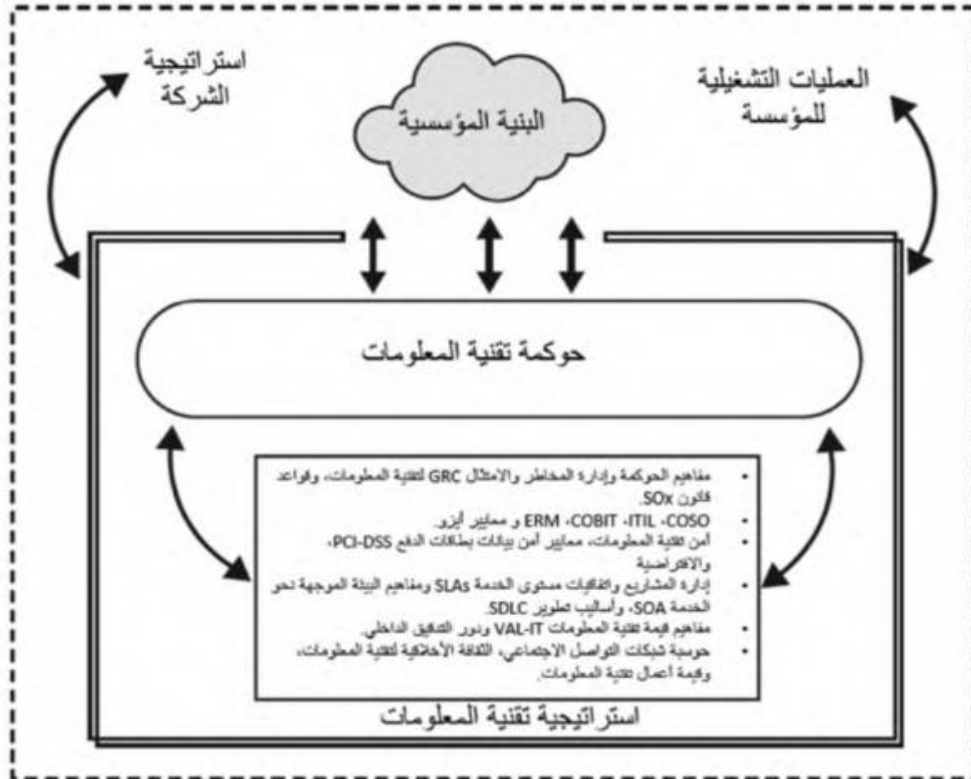 استراتيجية
الشركة
البنية المؤسسية
العمليات التشغيلية
للمؤسسة
حوكمة تقنية المعلومات
• مفاهيم الحوكمة وإدارة المخاطر والامتثال GRC لتقنية المعلومات، وقواعد
قانون SOx.
• ERM ،COBIT ،ITIL ،COSO و معايير أيزو.
• أمن تقنية المعلومات، معايير أمن بيانات بطاقات الدفع PCI-DSS،
والافتراضية
• إدارة المشاريع واتفاقيات مستوى الخدمة SLAs ومفاهيم البيئة الموجهة نحو
الخدمة SOA، وأساليب تطوير SDLC.
• مفاهيم قيمة تقنية المعلومات VAL-IT ودور التدقيق الداخلي.
• حوسبة شبكات التواصل الاجتماعي، الثقافة الأخلاقية لتقنية المعلومات،
وقيمة أعمال تقنية المعلومات.
استراتيجية تقنية المعلومات